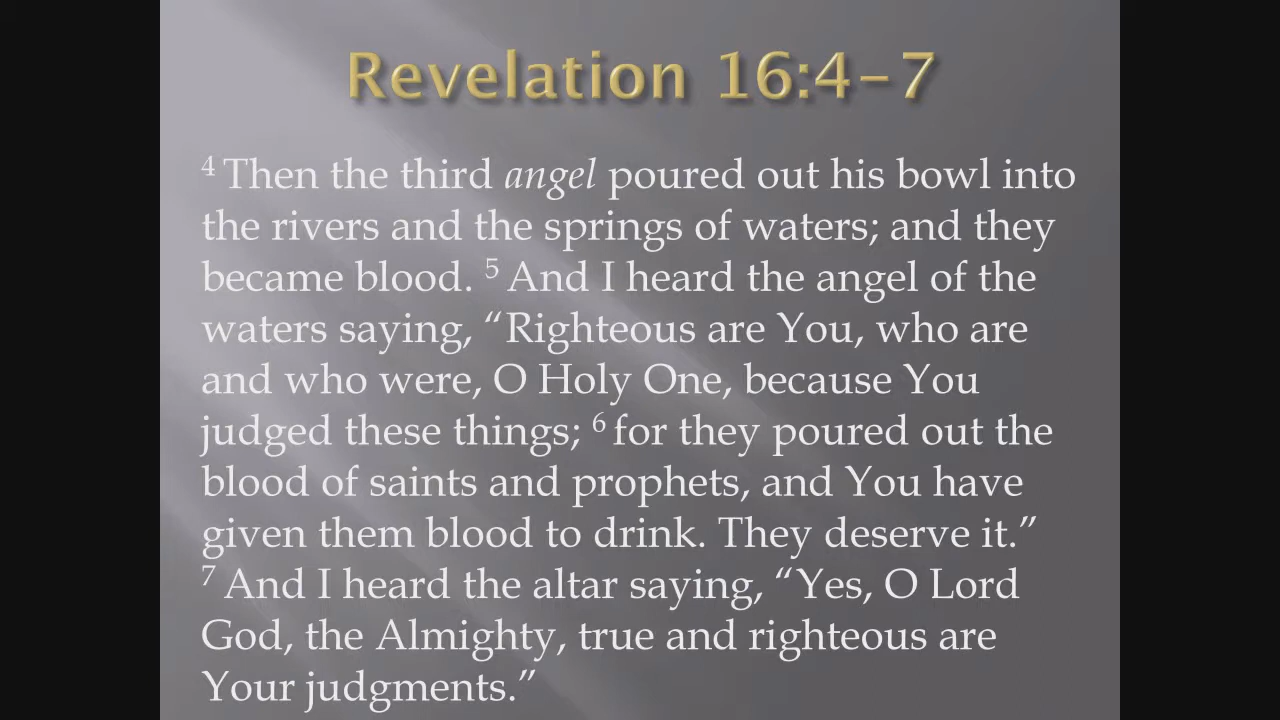 Revelation 16:4–7
4 Then the third angel poured out his bowl into
the rivers and the springs of waters; and they
became blood. 5 And I heard the angel of the
waters saying, “Righteous are You, who are
and who were, O Holy One, because You
judged these things; 6 for they poured out the
blood of saints and prophets, and You have
given them blood to drink. They deserve it.”
7 And I heard the altar saying, “Yes, O Lord
God, the Almighty, true and righteous are
Your judgments.”